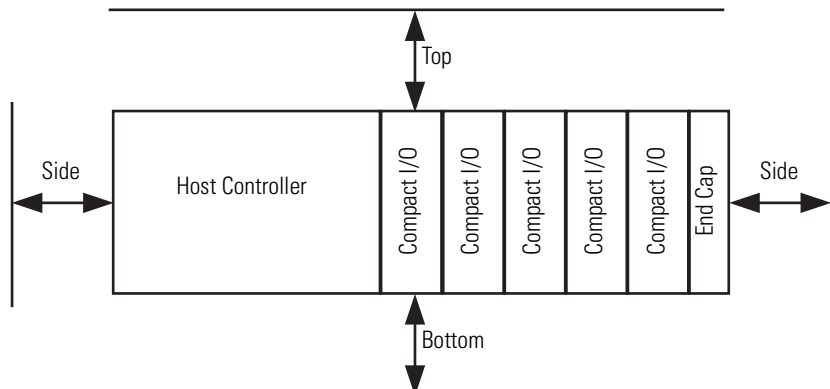 Top
Side
Host Controller
Compact I/O
Compact I/O
Compact I/O
Compact I/O
Compact I/O
End Cap
Side
Bottom